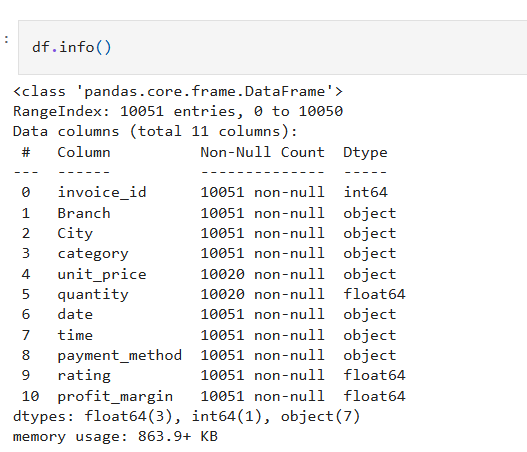 :
df.info()
<class 'pandas.core.frame.DataFrame'>
RangeIndex: 10051 entries, 0 to 10050
Data columns (total 11 columns):
 #   Column          Non-Null Count  Dtype
---  ------          --------------  -----
 0   invoice_id      10051 non-null  int64
 1   Branch          10051 non-null  object
 2   City            10051 non-null  object
 3   category        10051 non-null  object
 4   unit_price      10020 non-null  object
 5   quantity        10020 non-null  float64
 6   date            10051 non-null  object
 7   time            10051 non-null  object
 8   payment_method  10051 non-null  object
 9   rating          10051 non-null  float64
 10  profit_margin   10051 non-null  float64
dtypes: float64(3), int64(1), object(7)
memory usage: 863.9+ KB